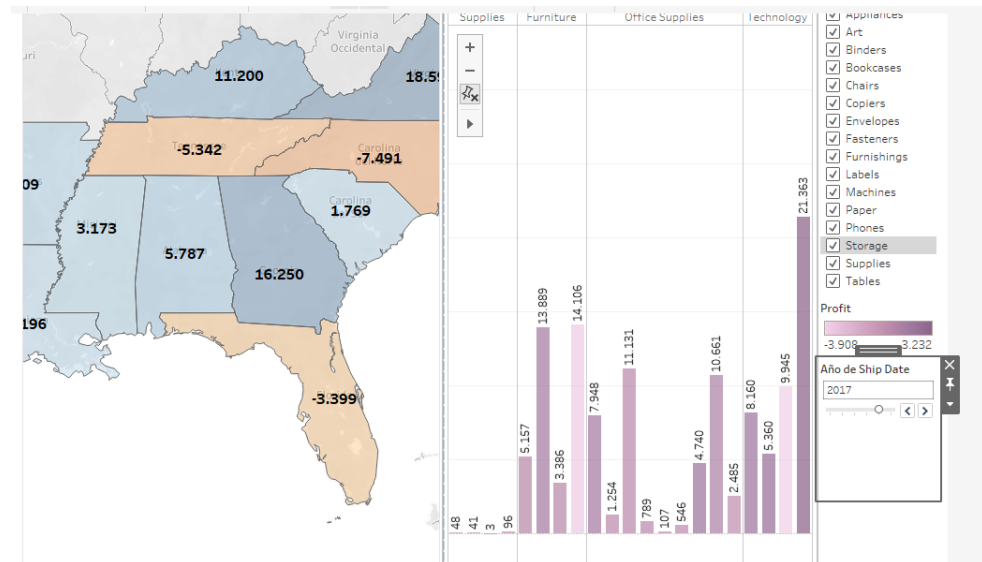 Virginia
Occidental
uri
11.200
18.59
-5.342
Carolina
-7.491
09
Carolina
1.769
3.173
5.787
16.250
196
-3.399
Supplies
Furniture
Office Supplies
Technology
48
41
3
96
5.157
13.889
3.386
14.106
7.948
1.254
11.131
789
107
546
4.740
10.661
2.485
8.160
5.360
9.945
21.363
Appliances
Art
Binders
Bookcases
Chairs
Copiers
Envelopes
Fasteners
Furnishings
Labels
Machines
Paper
Phones
Storage
Supplies
Tables
Profit
-3.908
3.232
Año de Ship Date
2017